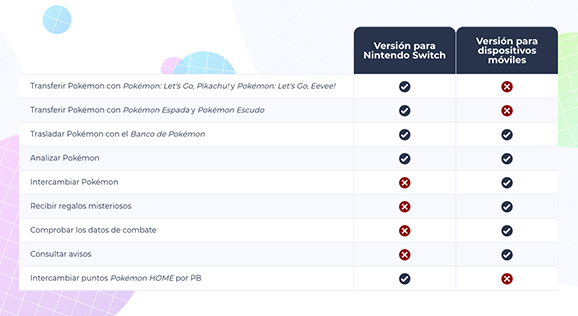 Versión para
Nintendo Switch
Versión para
dispositivos
móviles
Transferir Pokémon con Pokémon: Let's Go, Pikachu! y Pokémon: Let's Go, Eevee!
Transferir Pokémon con Pokémon Espada y Pokémon Escudo
Trasladar Pokémon con el Banco de Pokémon
Analizar Pokémon
Intercambiar Pokémon
Recibir regalos misteriosos
Comprobar los datos de combate
Consultar avisos
Intercambiar puntos Pokémon HOME por PB